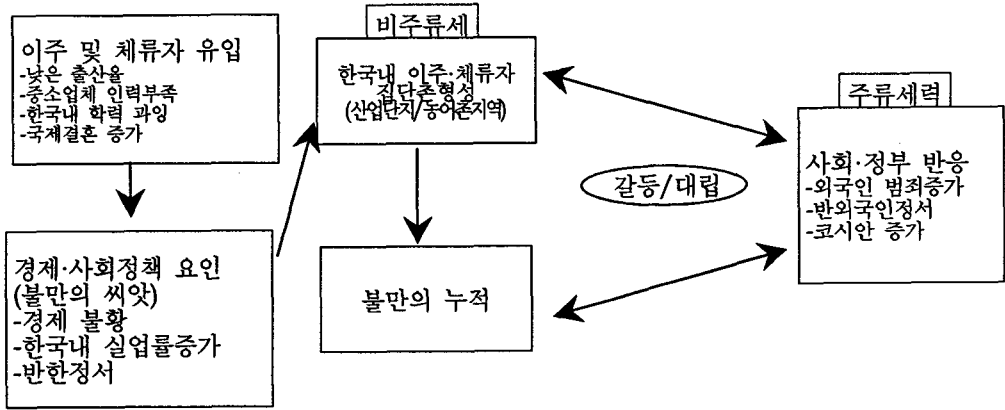 이주 및 체류자 유입
-낮은 출산율
-중소업체 인력부족
-한국내 학력 과잉
-국제결혼 증가
경제·사회정책 요인
(불만의 씨앗)
-경제 불황
-한국내 실업률증가
-반한정서
비주류세
한국내 이주·체류자
집단촌형성
(산업단지/농어촌지역)
불만의 누적
갈등/대립
주류세력
사회·정부 반응
-외국인 범죄증가
-반외국인정서
-코시안 증가